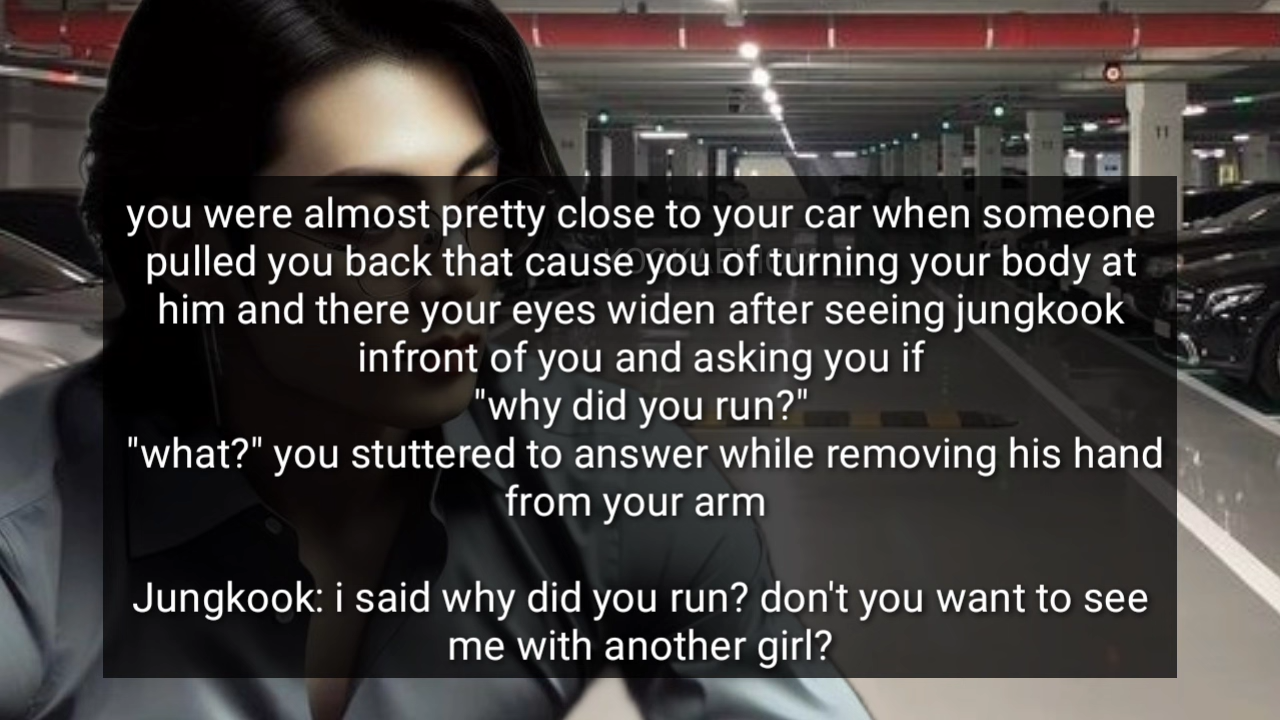 you were almost pretty close to your car when someone
pulled you back that cause you of turning your body at
him and there your eyes widen after seeing jungkook
infront of you and asking you if
"why did you run?"
"what?" you stuttered to answer while removing his hand
from your arm
Jungkook: i said why did you run? don't you want to see
me with another girl?
11